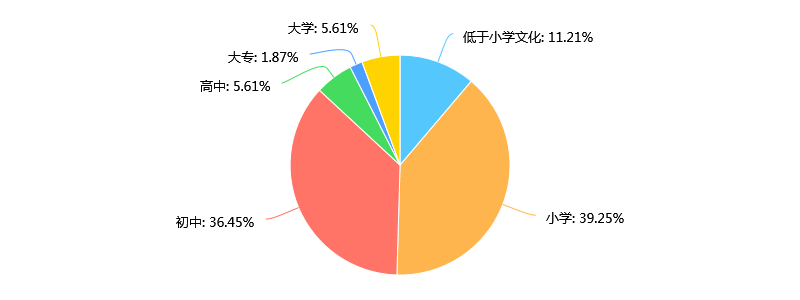 大学: 5.61%
低于小学文化: 11.21%
大专: 1.87%
高中: 5.61%
小学: 39.25%
初中: 36.45%